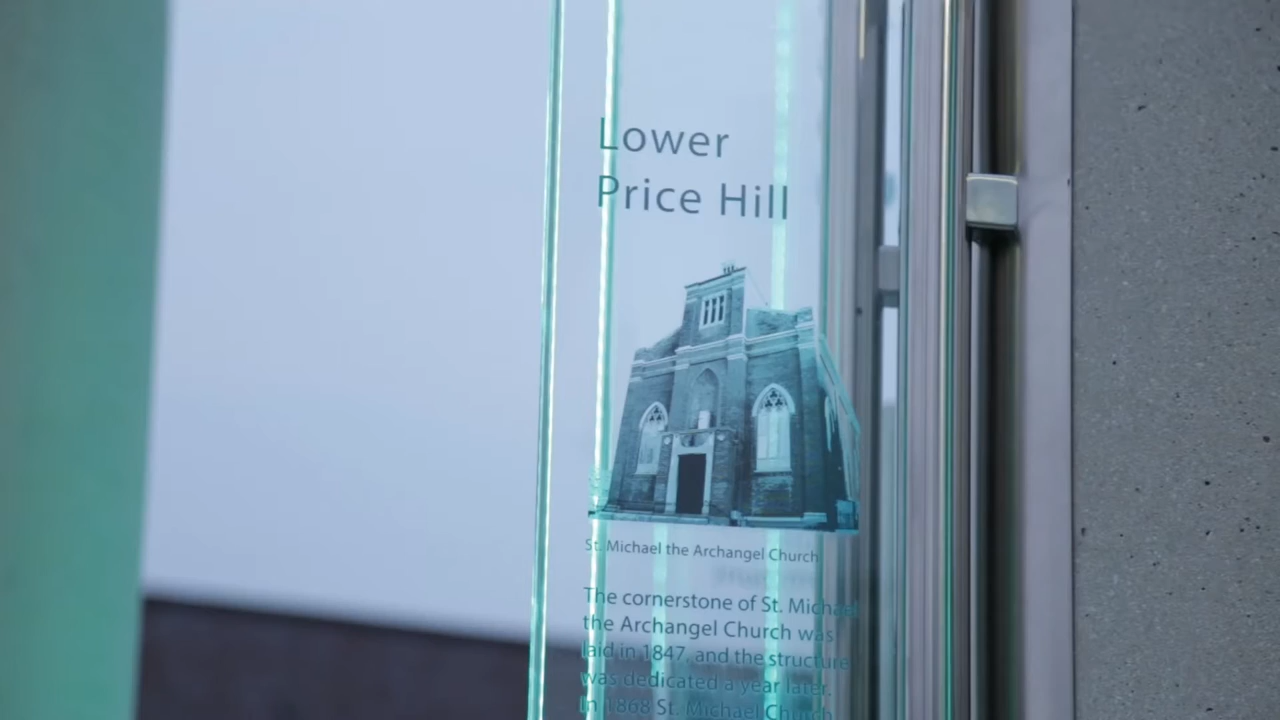 Lower
Price Hill
St. Michael the Archangel Church
The cornerstone of St. Michael
the Archangel Church was
laid in 1847, and the structure
was dedicated a year later.
In 1868 St. Michael Church